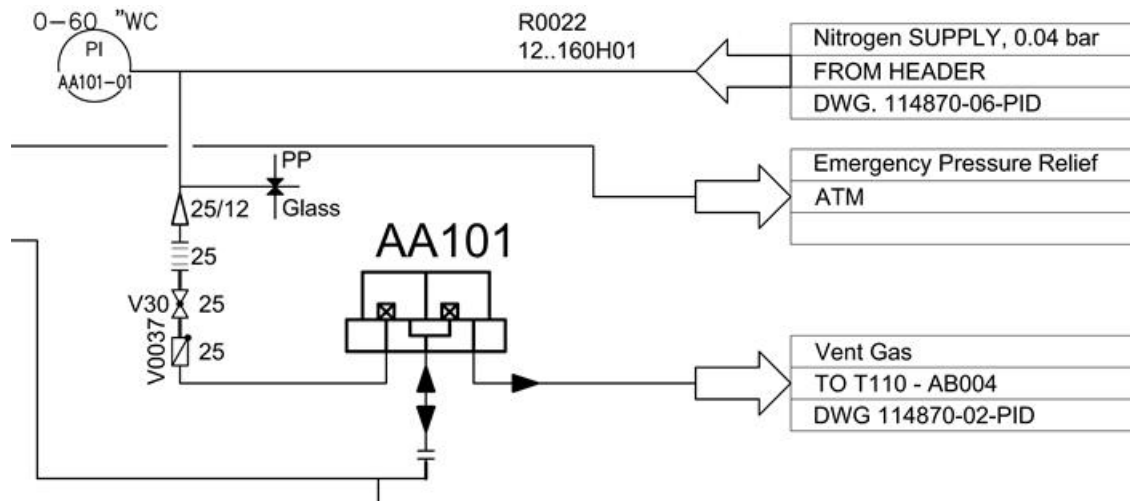 0-60 "WC
PI
AA101-01
R0022
12..160H01
Nitrogen SUPPLY, 0.04 bar
FROM HEADER
DWG. 114870-06-PID
Emergency Pressure Relief
ATM
PP
Glass
25/12
25
V30
25
V0037
25
AA101
Vent Gas
TO T110 - AB004
DWG 114870-02-PID